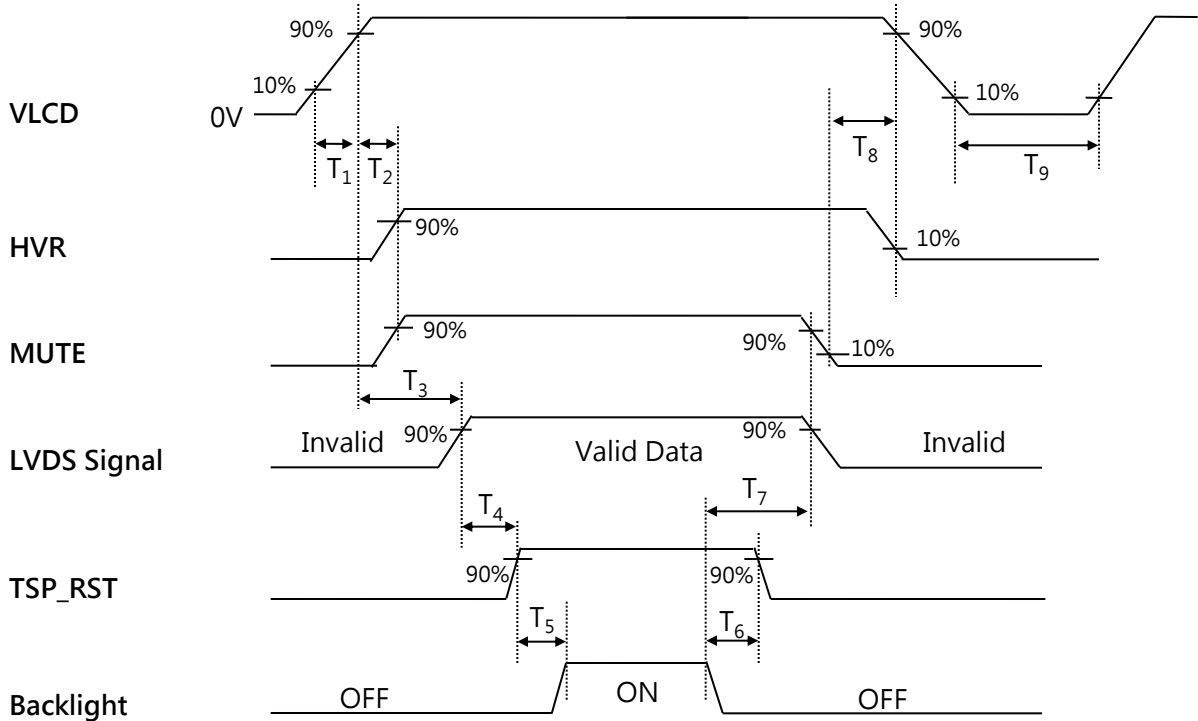 90%
90%
10%
10%
VLCD
0V
T8
T1
T2
T9
90%
10%
HVR
90%
90%
10%
MUTE
T3
Invalid
90%
Valid Data
90%
Invalid
LVDS Signal
T7
T4
90%
90%
TSP_RST
T5
T6
OFF
ON
OFF
Backlight